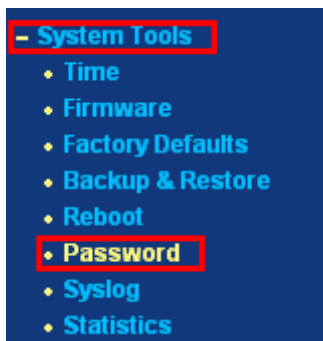 – System Tools
• Time
• Firmware
• Factory Defaults
• Backup & Restore
• Reboot
• Password
• Syslog
• Statistics